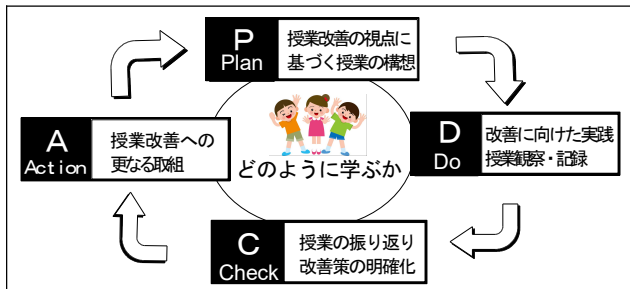 P
Plan
授業改善の視点に
基づく授業の構想
D
Do
改善に向けた実践
授業観察・記録
C
Check
授業の振り返り
改善策の明確化
A
Action
授業改善への
更なる取組
どのように学ぶか